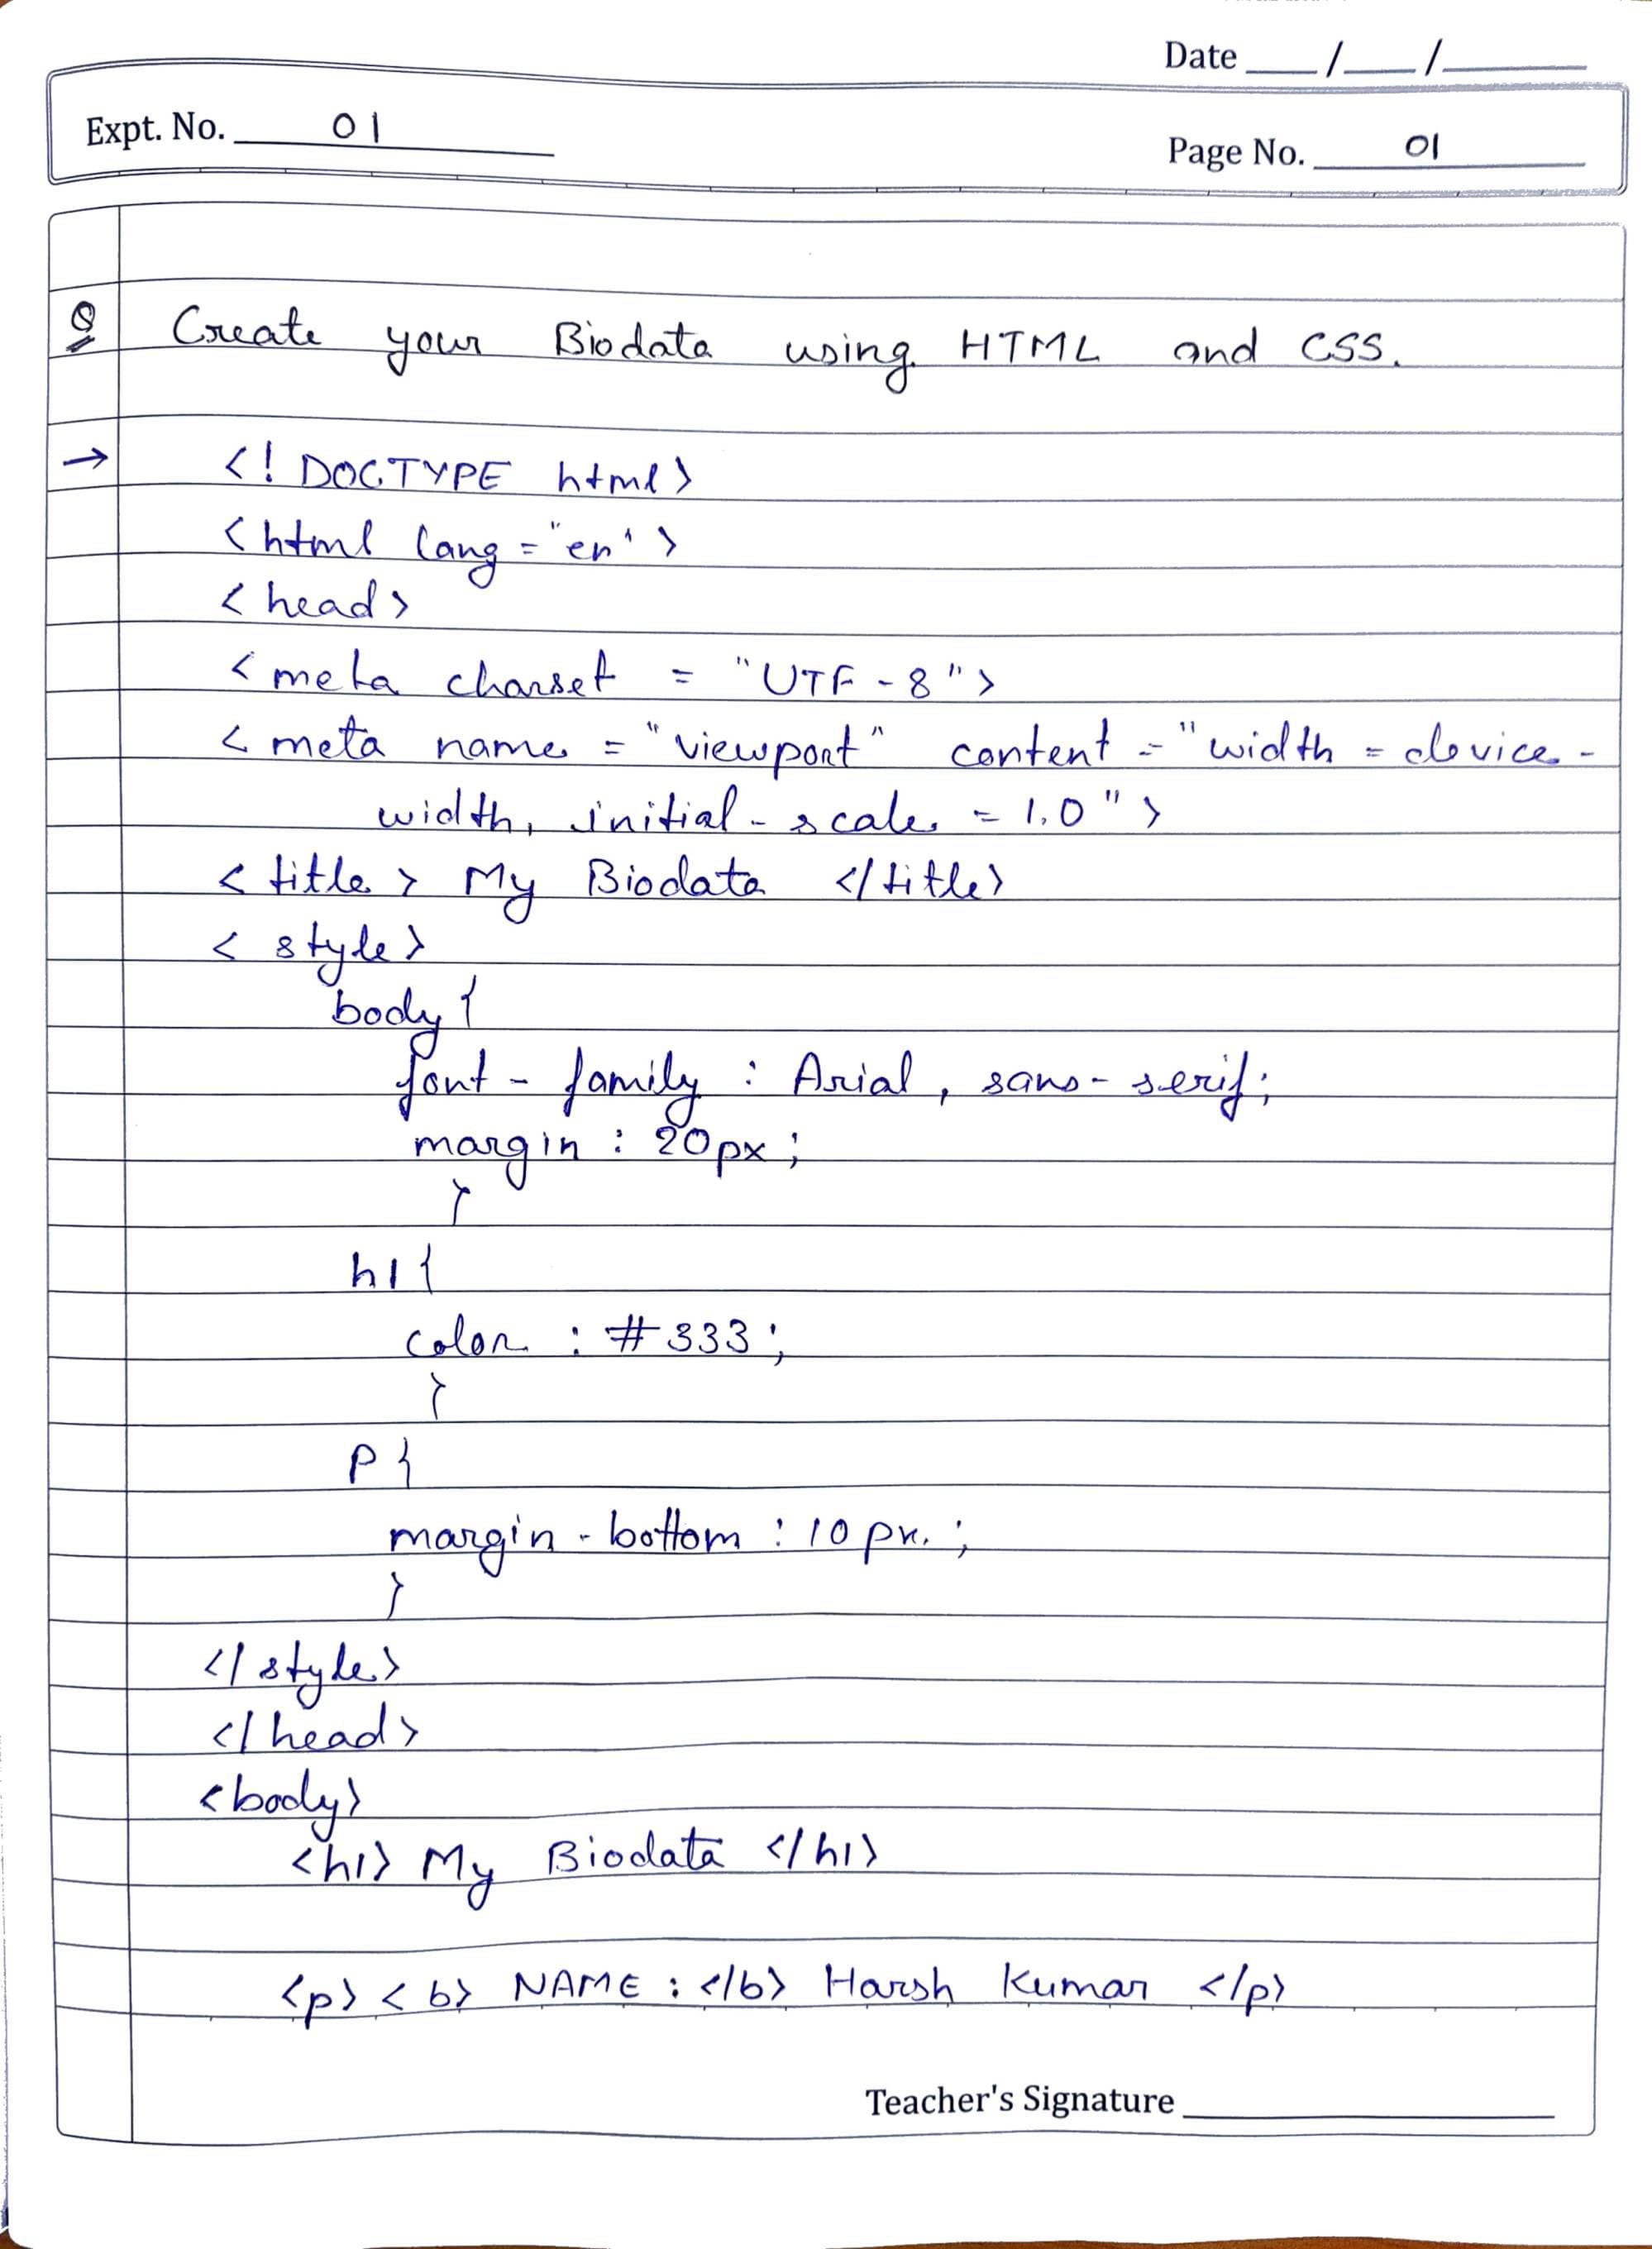 Date ___/___/______
Expt. No. 01
Page No. 01
Q Create your Biodata using HTML and CSS.
→ <! DOCTYPE html>
<html lang = "en">
<head>
<meta charset = "UTF-8">
<meta name = "viewport" content = "width = device-
width, initial-scale = 1.0">
<title> My Biodata </title>
<style>
body {
font-family : Arial, sans-serif;
margin : 20px;
}
h1 {
color : #333;
}
p {
margin-bottom : 10px.;
}
</style>
</head>
<body>
<h1> My Biodata </h1>
<p> <b> NAME : </b> Harsh Kumar </p>
Teacher's Signature